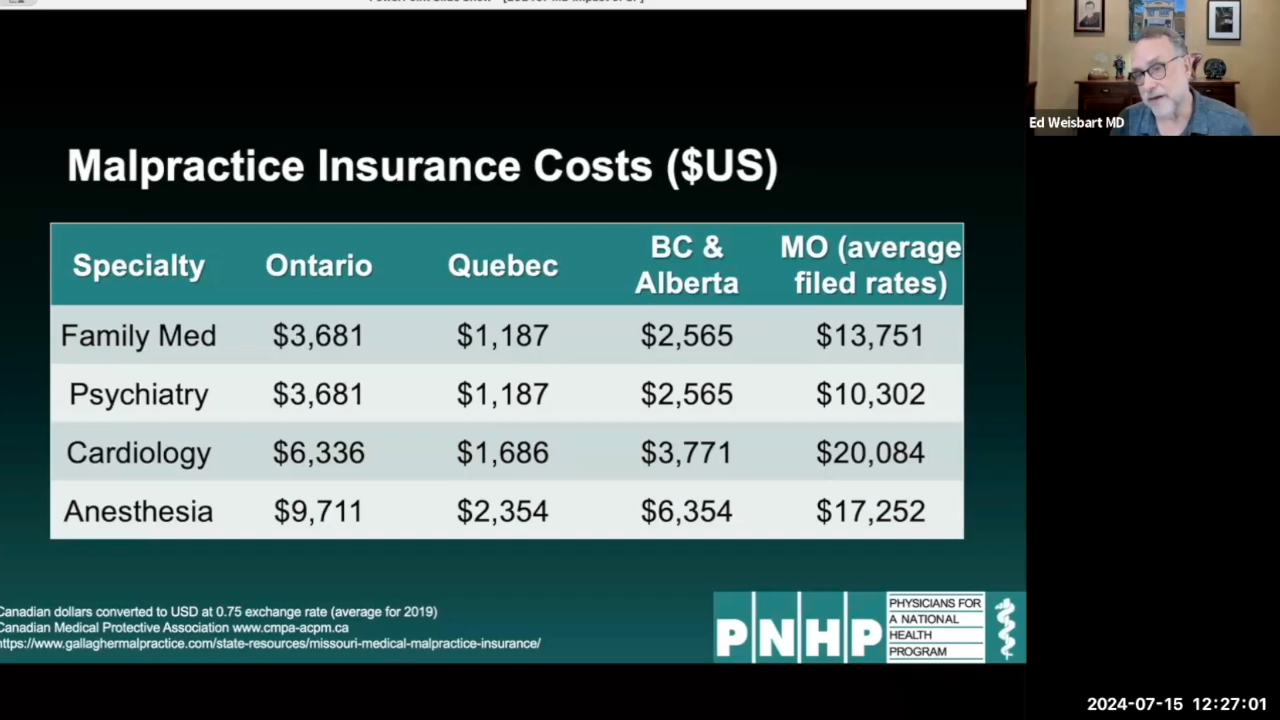 Ed Weisbart MD
Malpractice Insurance Costs ($US)
Specialty Ontario Quebec BC & Alberta MO (average filed rates)
Family Med $3,681 $1,187 $2,565 $13,751
Psychiatry $3,681 $1,187 $2,565 $10,302
Cardiology $6,336 $1,686 $3,771 $20,084
Anesthesia $9,711 $2,354 $6,354 $17,252
Canadian dollars converted to USD at 0.75 exchange rate (average for 2019)
Canadian Medical Protective Association www.cmpa-acpm.ca
https://www.gallaghermalpractice.com/state-resources/missouri-medical-malpractice-insurance/
PNHP
PHYSICIANS FOR
A NATIONAL
HEALTH
PROGRAM
2024-07-15 12:27:01